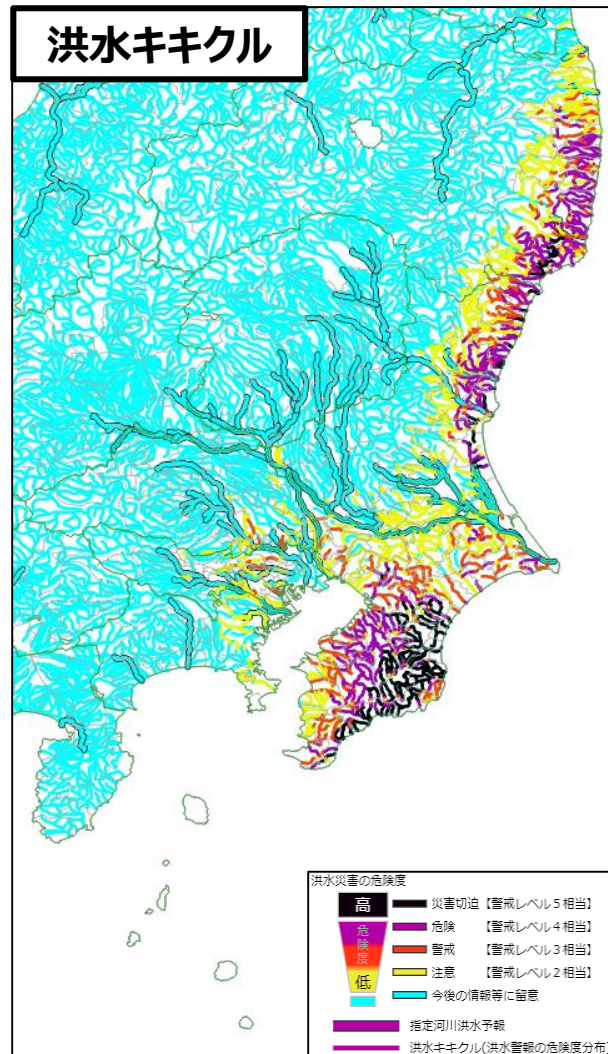 洪水キキクル
洪水災害の危険度
高 災害切迫【警戒レベル5相当】
危険度 危険 【警戒レベル4相当】
警戒 【警戒レベル3相当】
低 注意 【警戒レベル2相当】
今後の情報等に留意
指定河川洪水予報
洪水キキクル(洪水警報の危険度分布)